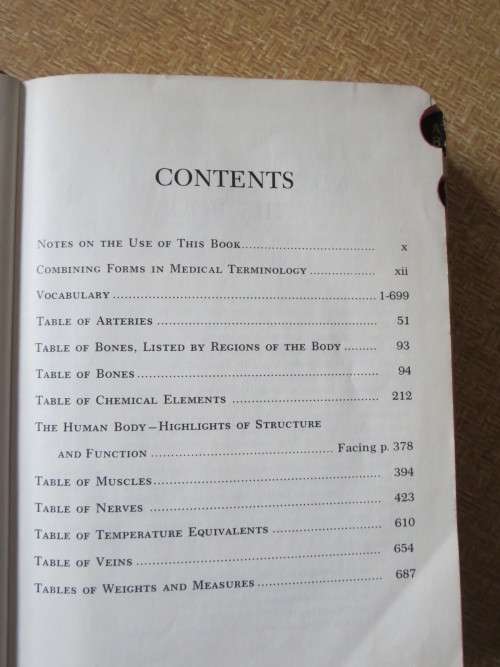 CONTENTS
NOTES ON THE USE OF THIS BOOK........................... x
COMBINING FORMS IN MEDICAL TERMINOLOGY .............. xii
VOCABULARY ......................................................... 1-699
TABLE OF ARTERIES ................................................ 51
TABLE OF BONES, LISTED BY REGIONS OF THE BODY ......... 93
TABLE OF BONES.................................................... 94
TABLE OF CHEMICAL ELEMENTS ................................ 212
THE HUMAN BODY—HIGHLIGHTS OF STRUCTURE
AND FUNCTION ........................................ Facing p. 378
TABLE OF MUSCLES................................................. 394
TABLE OF NERVES .................................................. 423
TABLE OF TEMPERATURE EQUIVALENTS ....................... 610
TABLE OF VEINS .................................................... 654
TABLES OF WEIGHTS AND MEASURES........................... 687